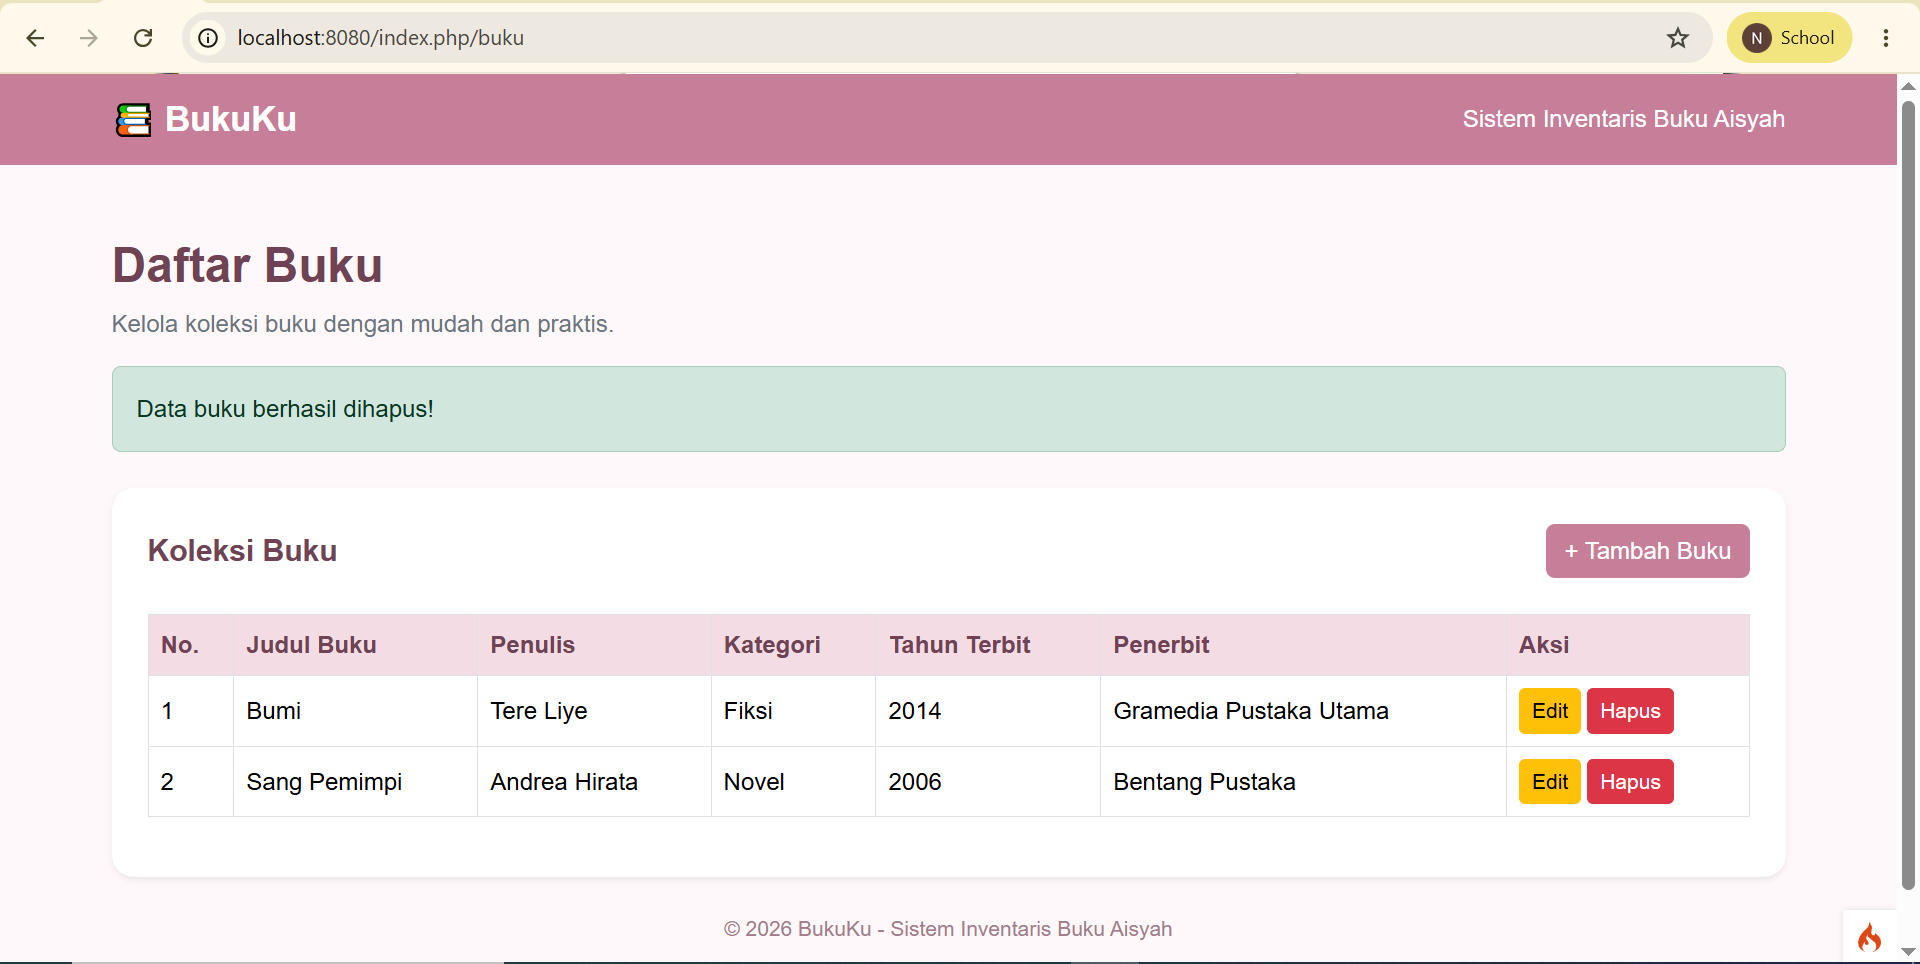 localhost:8080/index.php/buku
N School
BukuKu
Sistem Inventaris Buku Aisyah
Daftar Buku
Kelola koleksi buku dengan mudah dan praktis.
Data buku berhasil dihapus!
Koleksi Buku
+ Tambah Buku
No. Judul Buku Penulis Kategori Tahun Terbit Penerbit Aksi
1 Bumi Tere Liye Fiksi 2014 Gramedia Pustaka Utama Edit Hapus
2 Sang Pemimpi Andrea Hirata Novel 2006 Bentang Pustaka Edit Hapus
© 2026 BukuKu - Sistem Inventaris Buku Aisyah